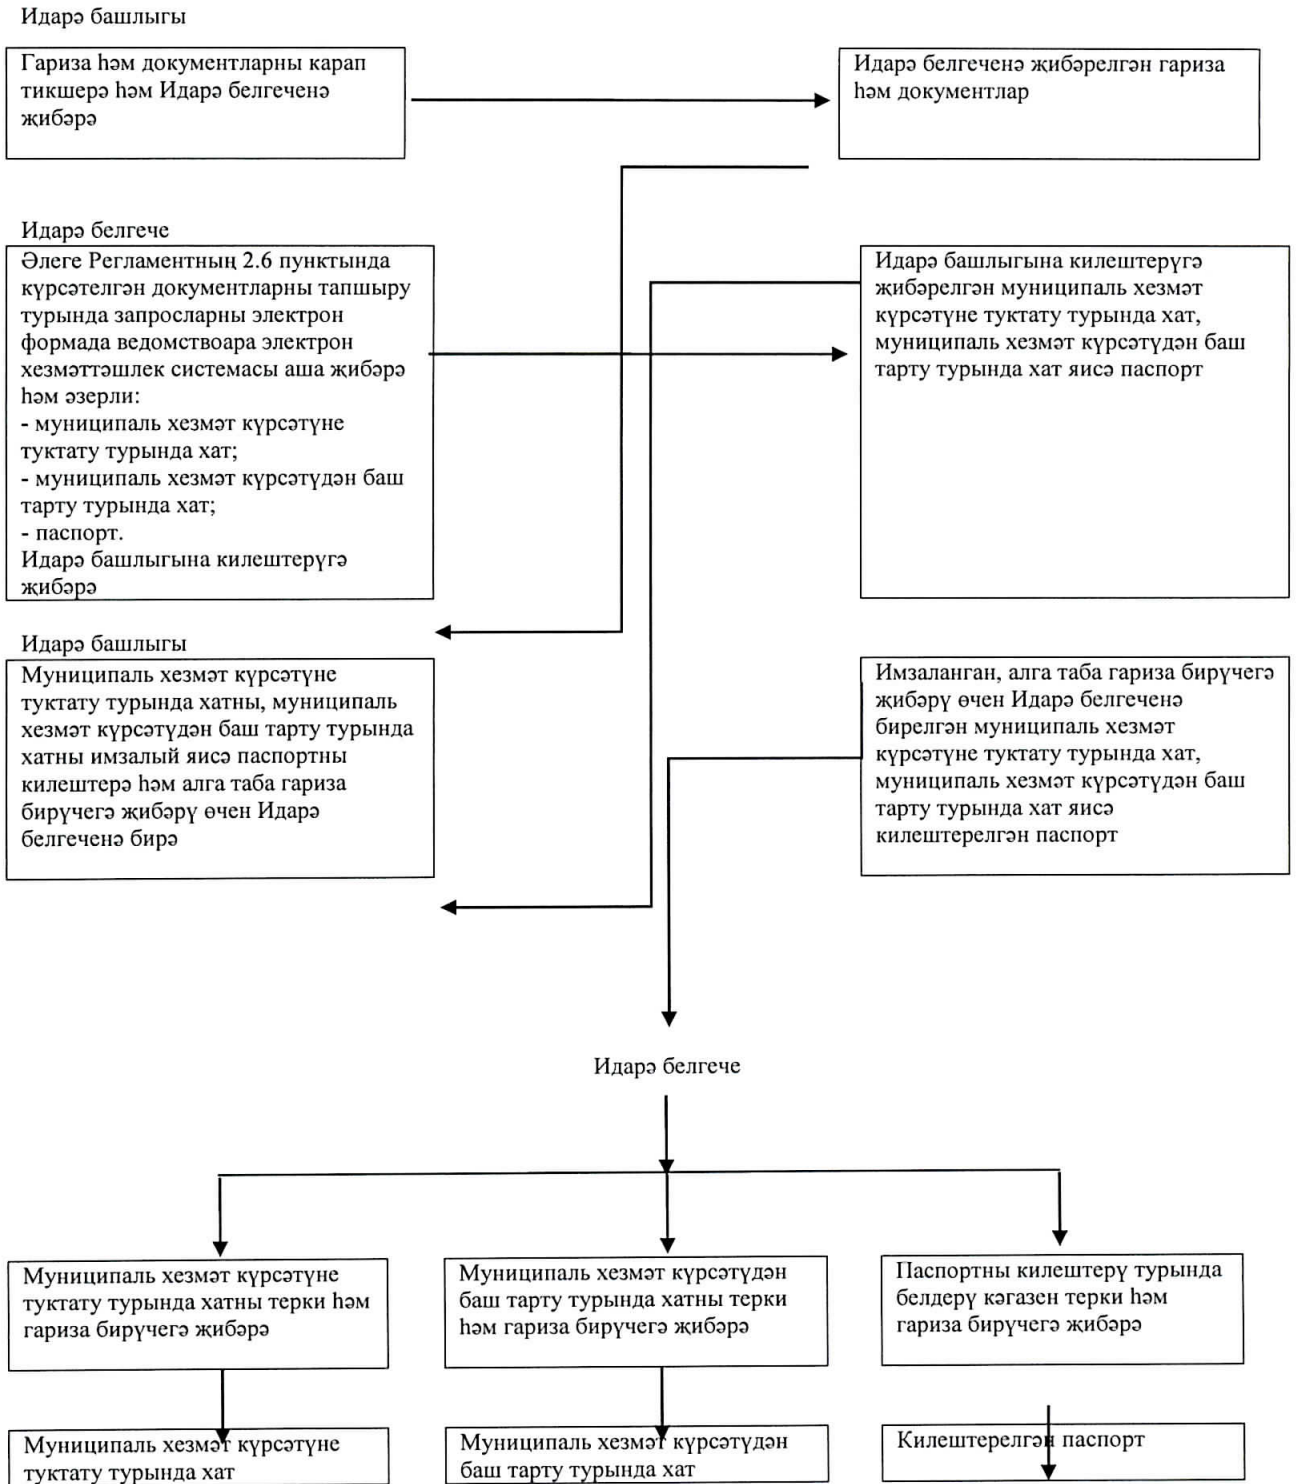 Идарә башлыгы
Гариза һәм документларны карап
тикшерә һәм Идарә белгеченә
җибәрә
Идарә белгеченә җибәрелгән гариза
һәм документлар
Идарә белгече
Әлеге Регламентның 2.6 пунктында
күрсәтелгән документларны тапшыру
турында запросларны электрон
формада ведомствоара электрон
хезмәттәшлек системасы аша җибәрә
һәм әзерли:
- муниципаль хезмәт күрсәтүне
туктату турында хат;
- муниципаль хезмәт күрсәтүдән баш
тарту турында хат;
- паспорт.
Идарә башлыгына килештерүгә
җибәрә
Идарә башлыгына килештерүгә
җибәрелгән муниципаль хезмәт
күрсәтүне туктату турында хат,
муниципаль хезмәт күрсәтүдән баш
тарту турында хат яисә паспорт
Идарә башлыгы
Муниципаль хезмәт күрсәтүне
туктату турында хатны, муниципаль
хезмәт күрсәтүдән баш тарту турында
хатны имзалый яисә паспортны
килештерә һәм алга таба гариза
бирүчегә җибәрү өчен Идарә
белгеченә бирә
Имзаланган, алга таба гариза бирүчегә
җибәрү өчен Идарә белгеченә
бирелгән муниципаль хезмәт
күрсәтүне туктату турында хат,
муниципаль хезмәт күрсәтүдән баш
тарту турында хат яисә
килештерелгән паспорт
Идарә белгече
Муниципаль хезмәт күрсәтүне
туктату турында хатны терки һәм
гариза бирүчегә җибәрә
Муниципаль хезмәт күрсәтүдән
баш тарту турында хатны терки
һәм гариза бирүчегә җибәрә
Паспортны килештерү турында
белдерү кәгазен терки һәм
гариза бирүчегә җибәрә
Муниципаль хезмәт күрсәтүне
туктату турында хат
Муниципаль хезмәт күрсәтүдән
баш тарту турында хат
Килештерелгән паспорт